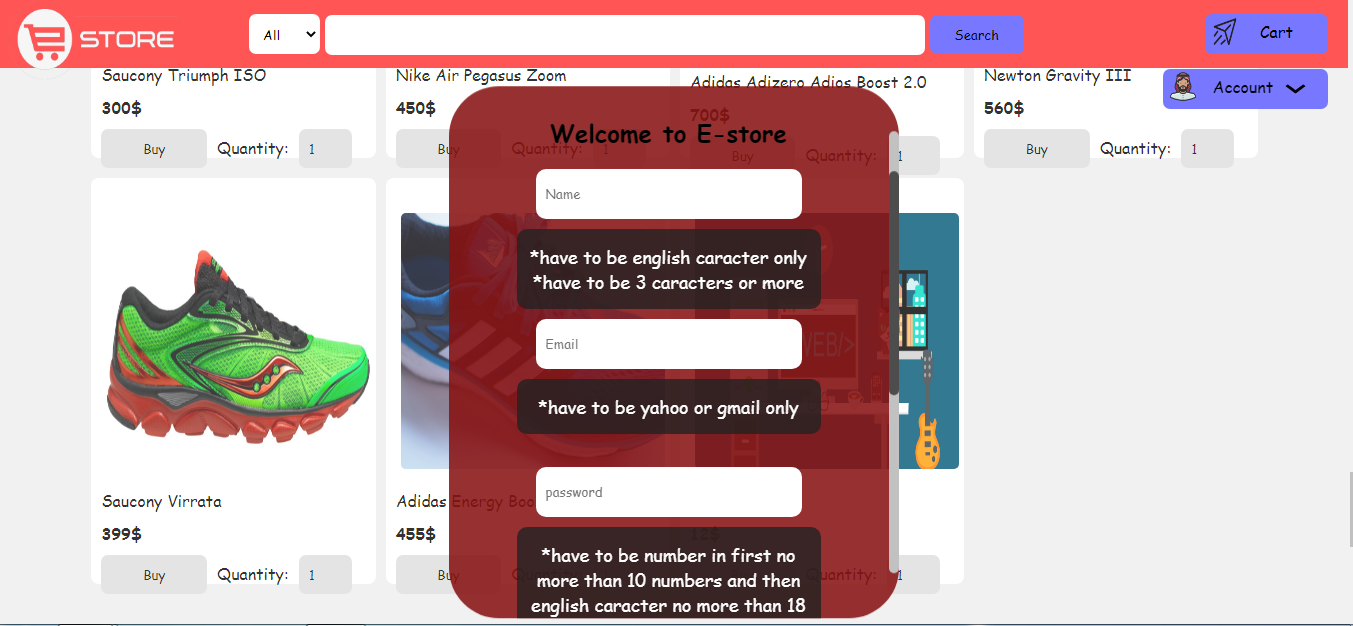 STORE
All
Search
Cart
Account
Saucony Triumph ISO
300$
Buy
Quantity:
1
Nike Air Pegasus Zoom
450$
Buy
Quantity:
1
Adidas Adizero Adios Boost 2.0
700$
Buy
Quantity:
1
Newton Gravity III
560$
Buy
Quantity:
1
Welcome to E-store
Name
*have to be english caracter only
*have to be 3 caracters or more
Email
*have to be yahoo or gmail only
password
*have to be number in first no
more than 10 numbers and then
english caracter no more than 18
WEB/>
Saucony Virrata
399$
Buy
Quantity:
1
Adidas Energy Boo
455$
Buy
Quantity:
12$
Quantity:
1